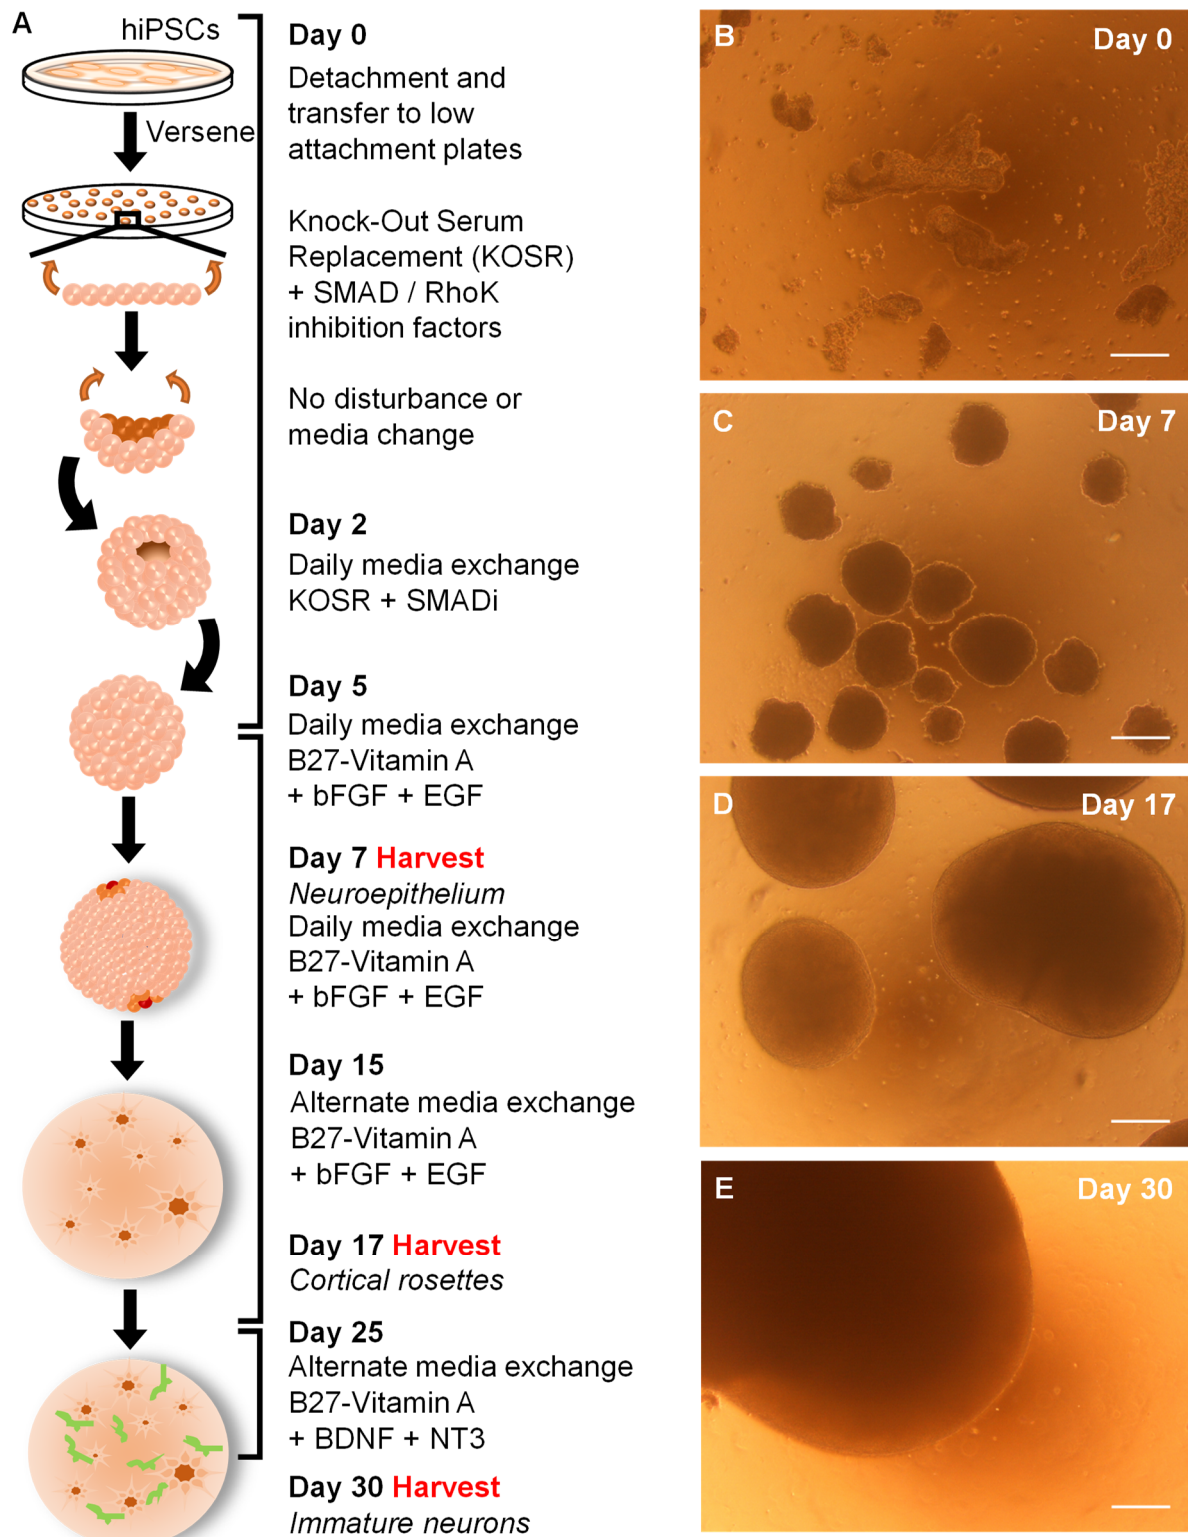 A
hiPSCs
Versene
Day 0
Detachment and
transfer to low
attachment plates
Knock-Out Serum
Replacement (KOSR)
+ SMAD / RhoK
inhibition factors
No disturbance or
media change
Day 2
Daily media exchange
KOSR + SMADi
Day 5
Daily media exchange
B27-Vitamin A
+ bFGF + EGF
Day 7 Harvest
Neuroepithelium
Daily media exchange
B27-Vitamin A
+ bFGF + EGF
Day 15
Alternate media exchange
B27-Vitamin A
+ bFGF + EGF
Day 17 Harvest
Cortical rosettes
Day 25
Alternate media exchange
B27-Vitamin A
+ BDNF + NT3
Day 30 Harvest
Immature neurons
B
Day 0
C
Day 7
D
Day 17
E
Day 30